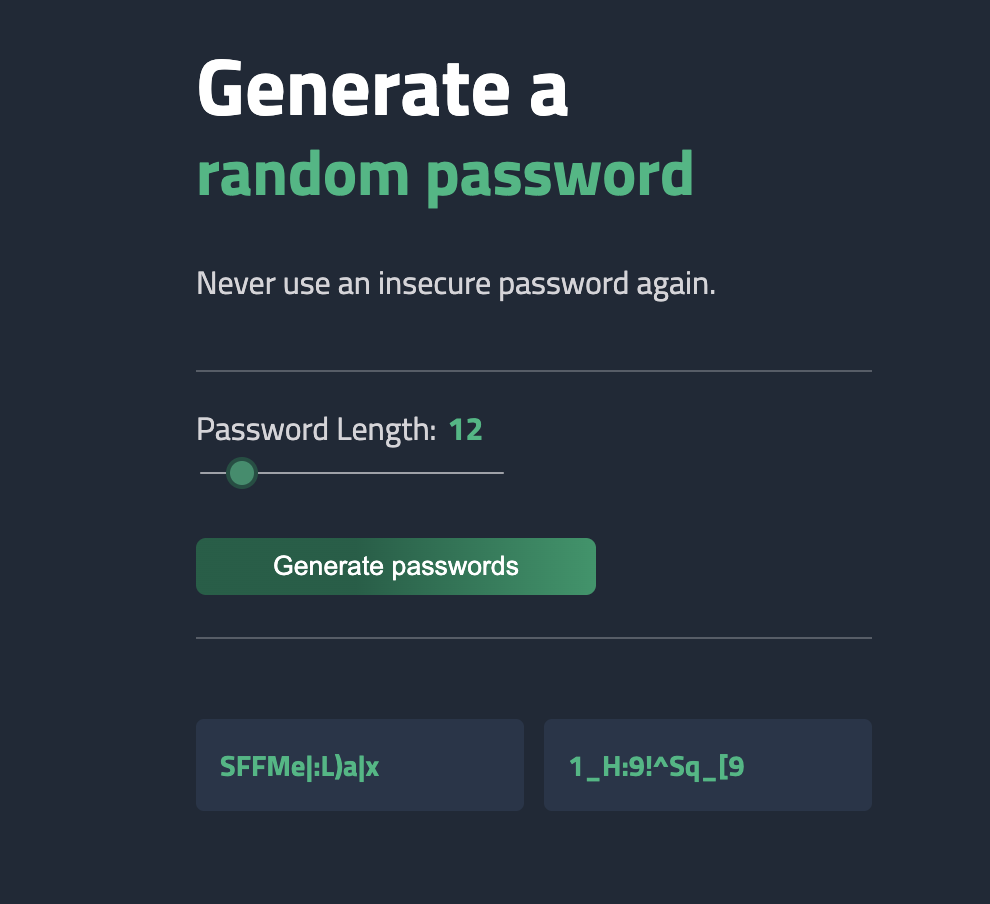 Generate a
random password
Never use an insecure password again.
Password Length: 12
Generate passwords
SFFMe|:L)a|x
1_H:9!^Sq_[9